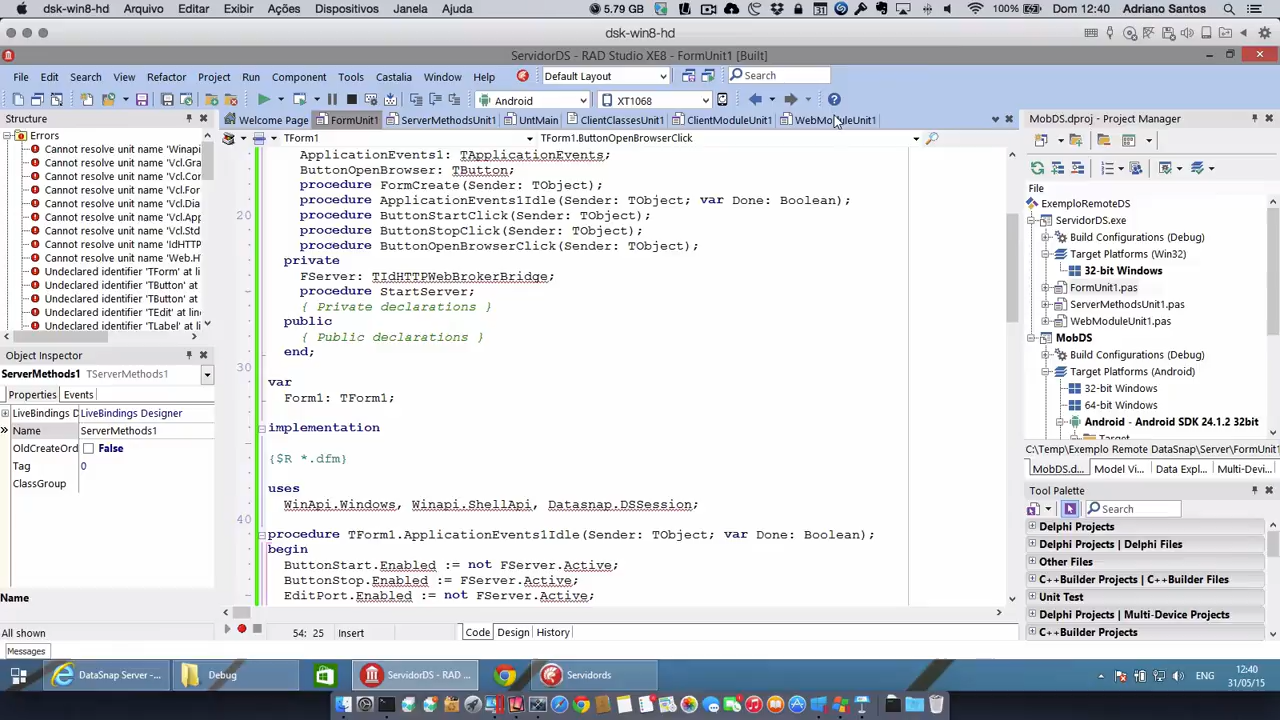 dsk-win8-hd Arquivo Editar Exibir Ações Dispositivos Janela Ajuda 5.79 GB 31 100% Dom 12:40 Adriano Santos
dsk-win8-hd
ServidorDS - RAD Studio XE8 - FormUnit1 [Built]
File Edit Search View Refactor Project Run Component Tools Castalia Window Help Default Layout Search
Android XT1068
Structure
Welcome Page FormUnit1 ServerMethodsUnit1 UntMain ClientClassesUnit1 ClientModuleUnit1 WebModuleUnit1
MobDS.dproj - Project Manager
TForm1 TForm1.ButtonOpenBrowserClick
Errors
Cannot resolve unit name 'Winapi
Cannot resolve unit name 'Vcl.Gra
Cannot resolve unit name 'Vcl.Cor
Cannot resolve unit name 'Vcl.For
Cannot resolve unit name 'Vcl.Dia
Cannot resolve unit name 'Vcl.App
Cannot resolve unit name 'Vcl.Std
Cannot resolve unit name 'IdHTTP
Cannot resolve unit name 'Web.H
Undeclared identifier 'TForm' at li
Undeclared identifier 'TButton' at
Undeclared identifier 'TButton' at
Undeclared identifier 'TEdit' at lin
Undeclared identifier 'TLabel' at l
ApplicationEvents1: TApplicationEvents;
ButtonOpenBrowser: TButton;
procedure FormCreate(Sender: TObject);
procedure ApplicationEvents1Idle(Sender: TObject; var Done: Boolean);
20 procedure ButtonStartClick(Sender: TObject);
procedure ButtonStopClick(Sender: TObject);
procedure ButtonOpenBrowserClick(Sender: TObject);
private
FServer: TIdHTTPWebBrokerBridge;
procedure StartServer;
{ Private declarations }
public
{ Public declarations }
end;
30
var
Form1: TForm1;
implementation
{$R *.dfm}
uses
WinApi.Windows, Winapi.ShellApi, Datasnap.DSSession;
40
procedure TForm1.ApplicationEvents1Idle(Sender: TObject; var Done: Boolean);
begin
ButtonStart.Enabled := not FServer.Active;
ButtonStop.Enabled := FServer.Active;
EditPort.Enabled := not FServer.Active;
Object Inspector
ServerMethods1 TServerMethods1
Properties Events
LiveBindings D LiveBindings Designer
Name ServerMethods1
OldCreateOrd False
Tag 0
ClassGroup
Name
All shown
54: 25 Insert Code Design History
Messages
File
ExemploRemoteDS
ServidorDS.exe
Build Configurations (Debug)
Target Platforms (Win32)
32-bit Windows
FormUnit1.pas
ServerMethodsUnit1.pas
WebModuleUnit1.pas
MobDS
Build Configurations (Debug)
Target Platforms (Android)
32-bit Windows
64-bit Windows
Android - Android SDK 24.1.2 32bit
Target
C:\Temp\Exemplo Remote DataSnap\Server\FormUnit1
MobDS.d... Model Vi... Data Expl... Multi-Devi...
Tool Palette
Search
Delphi Projects
Delphi Projects | Delphi Files
Other Files
C++Builder Projects | C++Builder Files
Unit Test
Delphi Projects | Multi-Device Projects
C++Builder Projects
DataSnap Server -... Debug ServidorDS - RAD ... Servidords ENG 12:40
31/05/15